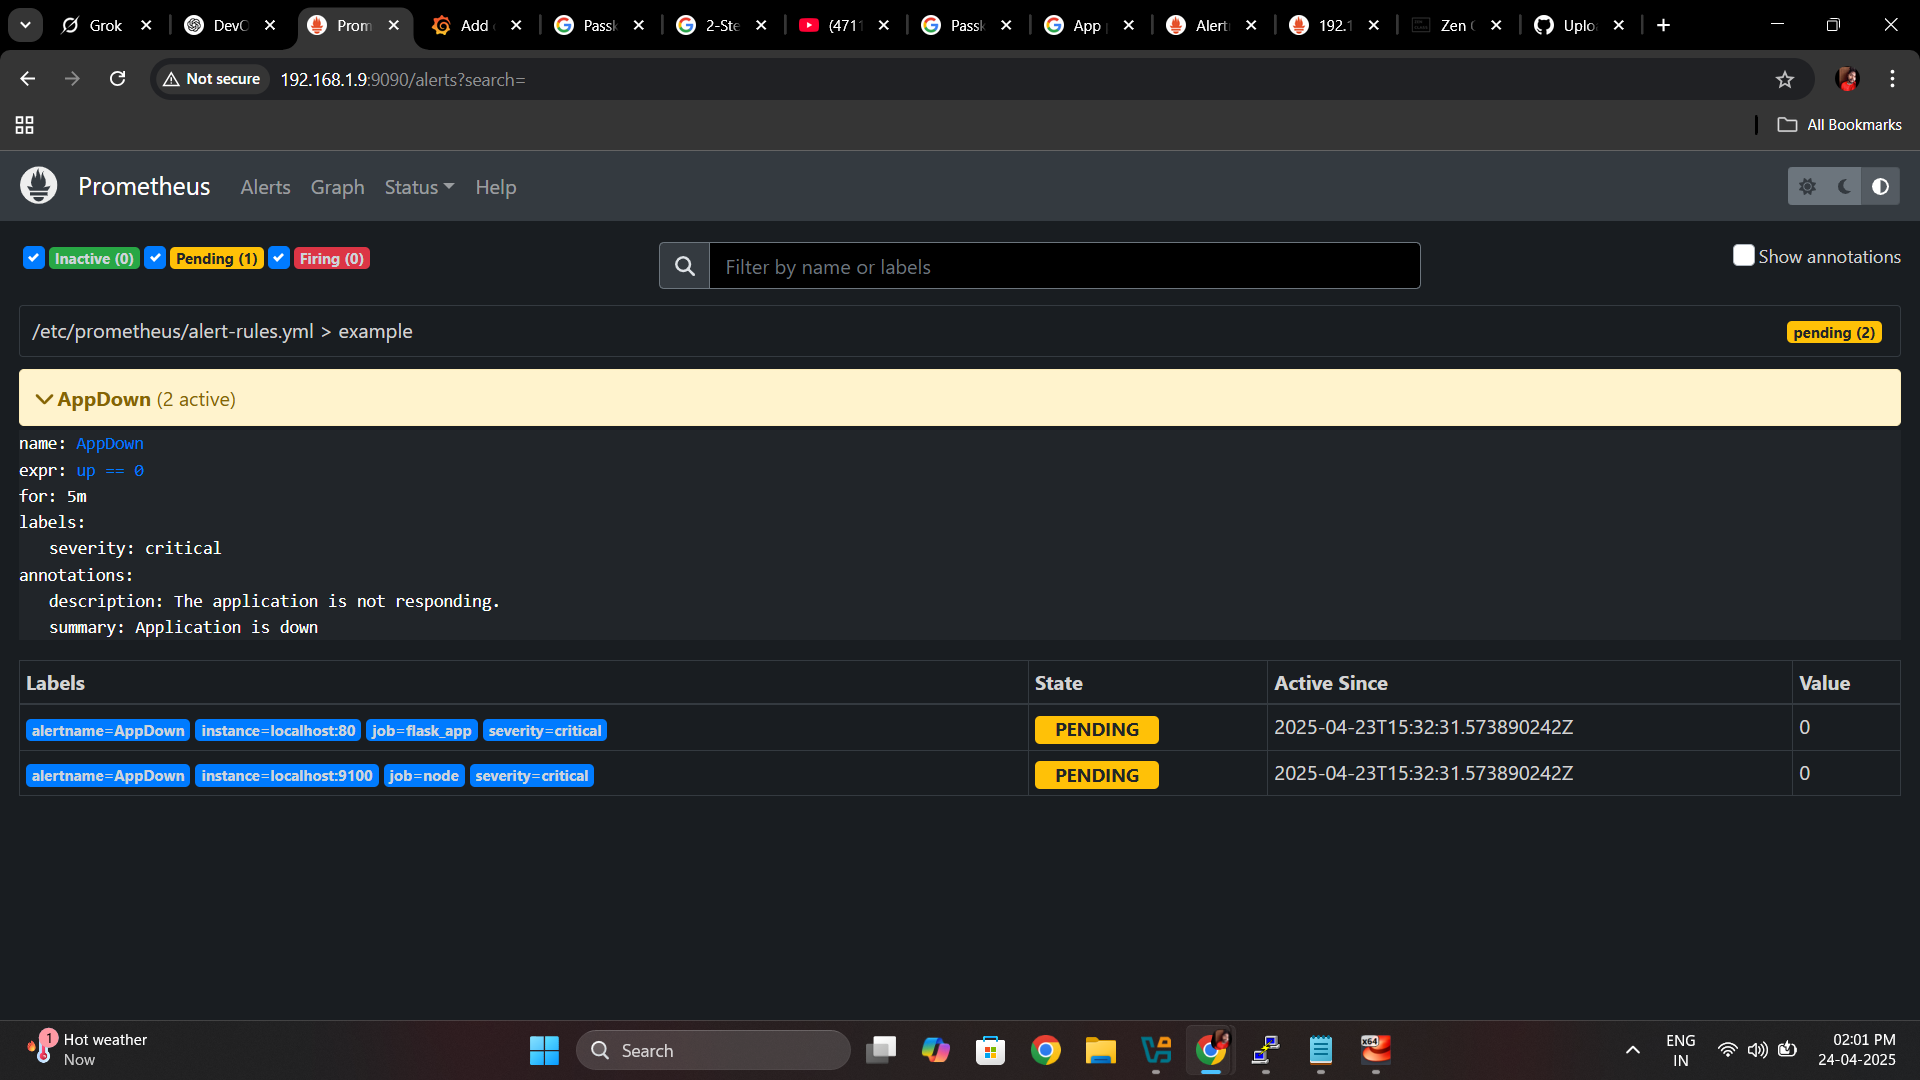 Grok
DevO
Prom
Add
Passk
2-Ste
(471
Passk
App
Alert
192.1
Zen
Uplo
Not secure
192.168.1.9:9090/alerts?search=
All Bookmarks
Prometheus Alerts Graph Status Help
Inactive (0) Pending (1) Firing (0)
Filter by name or labels
Show annotations
/etc/prometheus/alert-rules.yml > example
pending (2)
AppDown (2 active)
name: AppDown
expr: up == 0
for: 5m
labels:
severity: critical
annotations:
description: The application is not responding.
summary: Application is down
Labels State Active Since Value
alertname=AppDown instance=localhost:80 job=flask_app severity=critical PENDING 2025-04-23T15:32:31.573890242Z 0
alertname=AppDown instance=localhost:9100 job=node severity=critical PENDING 2025-04-23T15:32:31.573890242Z 0
1
Hot weather
Now
Search
x64
ENG
IN
02:01 PM
24-04-2025